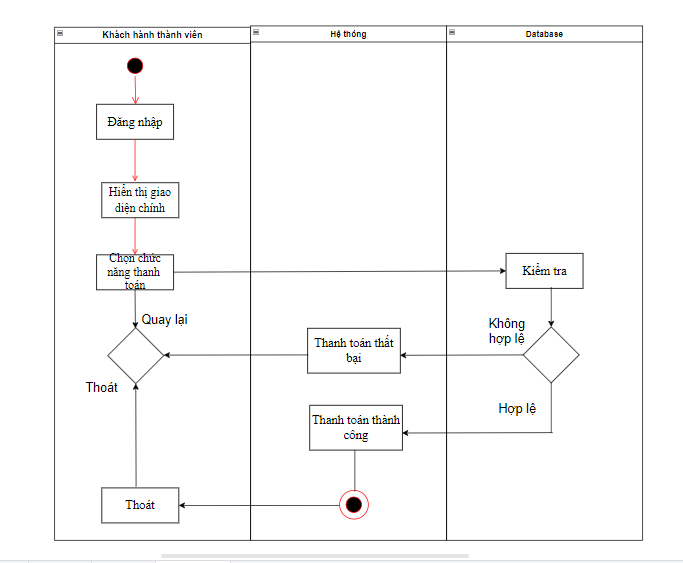 Khách hành thành viên
Hệ thóng
Database
Đăng nhập
Hiển thị giao
diện chính
Chọn chức
năng thanh
toán
Kiểm tra
Quay lại
Không
hợp lệ
Thanh toán thất
bại
Thoát
Hợp lệ
Thanh toán thành
công
Thoát